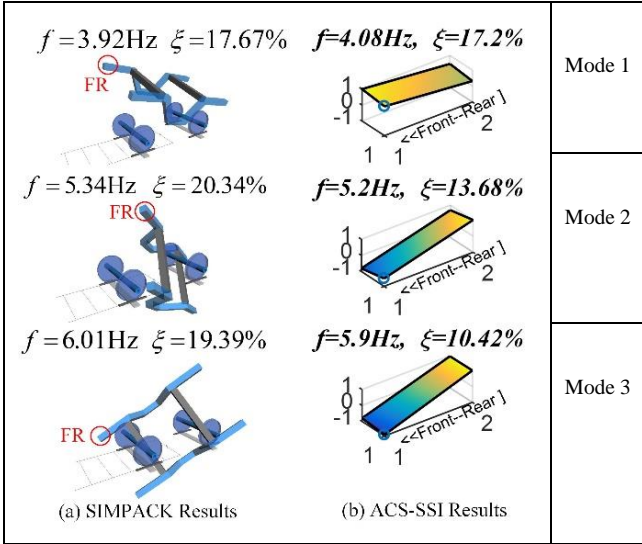 f = 3.92Hz ξ = 17.67%
f=4.08Hz, ξ=17.2%
Mode 1
FR
1
0
-1
1
1
<<Front--Rear ]
2
f = 5.34Hz ξ = 20.34%
f=5.2Hz, ξ=13.68%
Mode 2
FR
1
0
-1
1
1
<<Front--Rear ]
2
f = 6.01Hz ξ = 19.39%
f=5.9Hz, ξ=10.42%
Mode 3
FR
1
0
-1
1
1
<<Front--Rear ]
2
(a) SIMPACK Results
(b) ACS-SSI Results